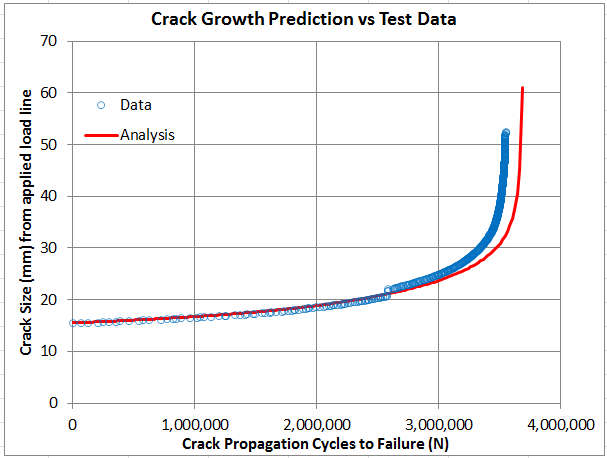 Crack Growth Prediction vs Test Data
70
60
50
40
30
20
10
0
Data
Analysis
Crack Size (mm) from applied load line
0
1,000,000
2,000,000
3,000,000
4,000,000
Crack Propagation Cycles to Failure (N)